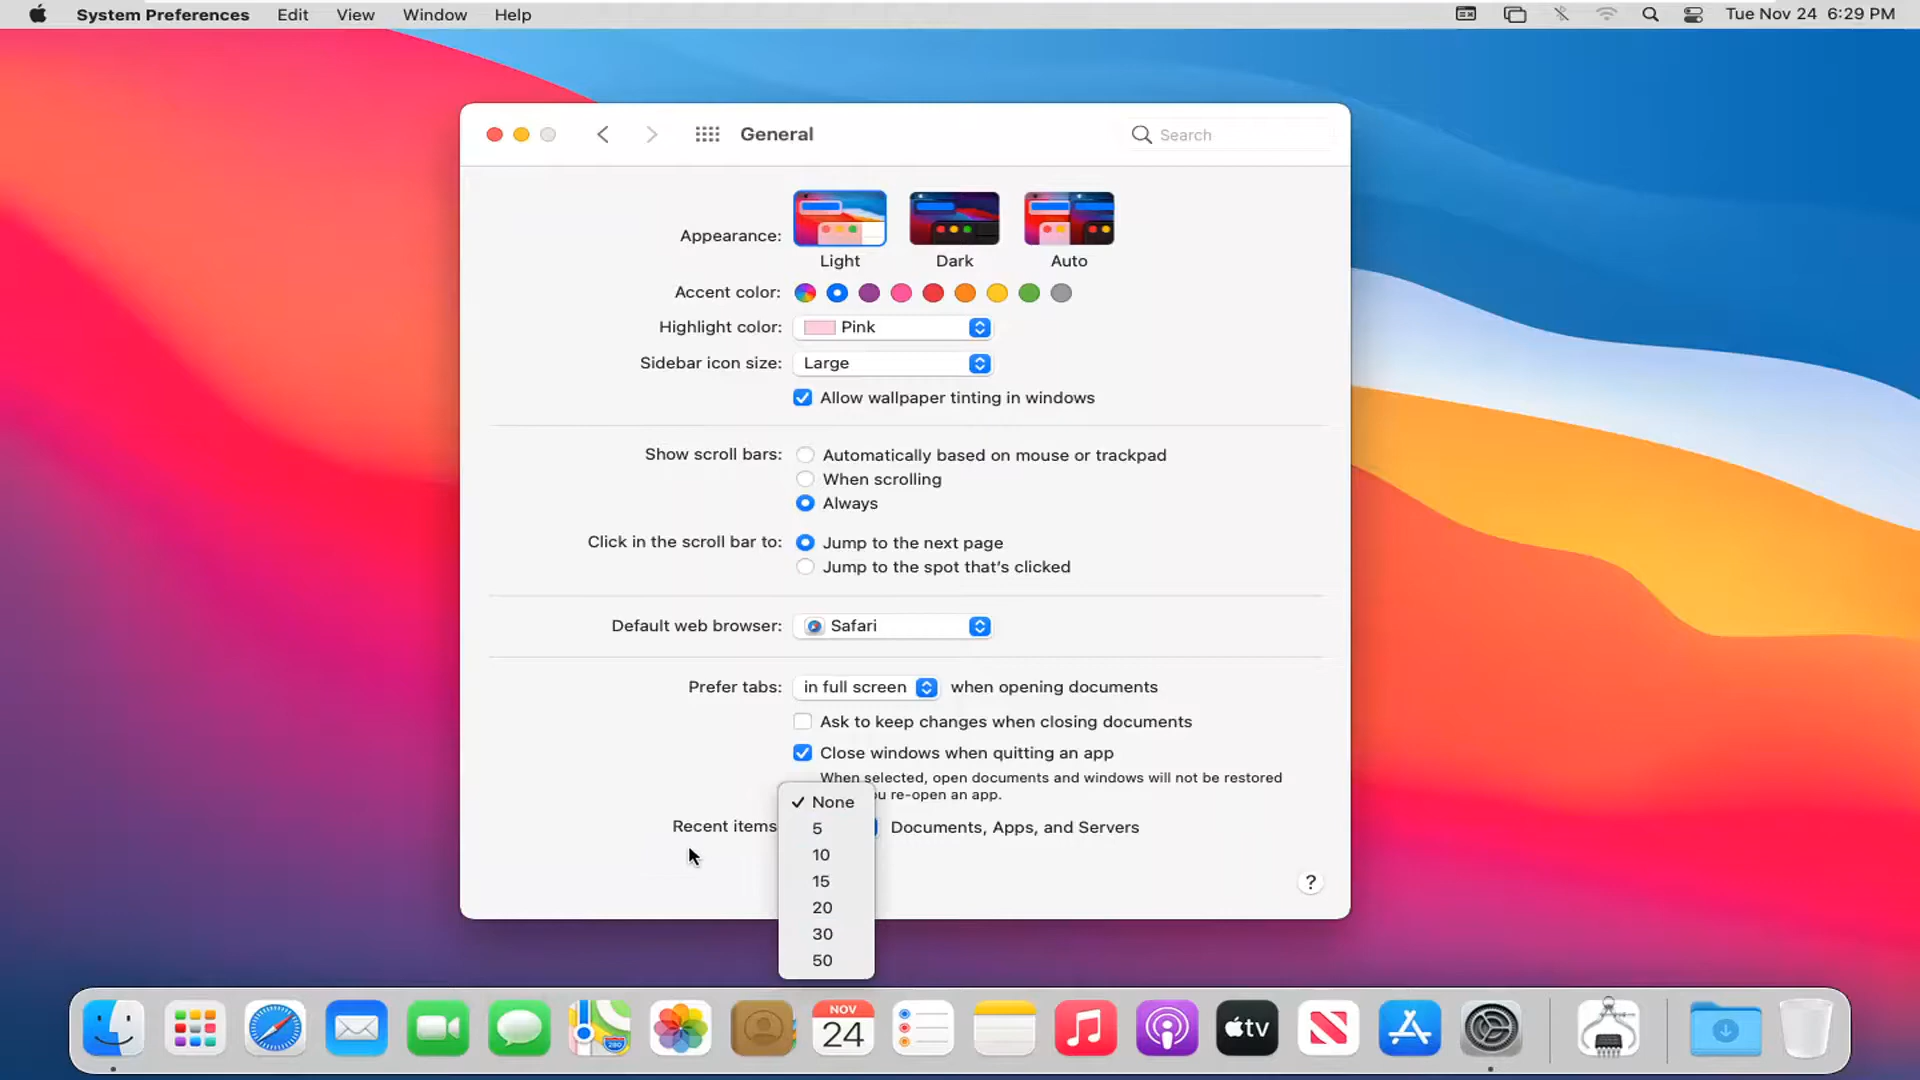 System Preferences Edit View Window Help Tue Nov 24 6:29 PM
General Search
Appearance:
Light Dark Auto
Accent color:
Highlight color: Pink
Sidebar icon size: Large
Allow wallpaper tinting in windows
Show scroll bars: Automatically based on mouse or trackpad
When scrolling
Always
Click in the scroll bar to: Jump to the next page
Jump to the spot that's clicked
Default web browser: Safari
Prefer tabs: in full screen when opening documents
Ask to keep changes when closing documents
Close windows when quitting an app
When selected, open documents and windows will not be restored
re-open an app.
None
Recent items Documents, Apps, and Servers
5
10
15
20
30
50
?
NOV
24
280
tv